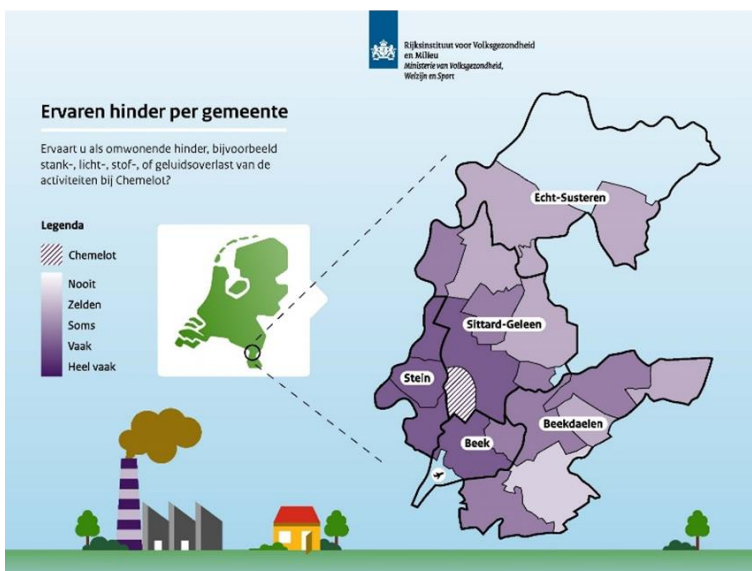 Rijksinstituut voor Volksgezondheid
en Milieu
Ministerie van Volksgezondheid,
Welzijn en Sport
Ervaren hinder per gemeente
Ervaart u als omwonende hinder, bijvoorbeeld
stank-, licht-, stof-, of geluidsoverlast van de
activiteiten bij Chemelot?
Legenda
Chemelot
Nooit
Zelden
Soms
Vaak
Heel vaak
Echt-Susteren
Sittard-Geleen
Stein
Beekdaelen
Beek